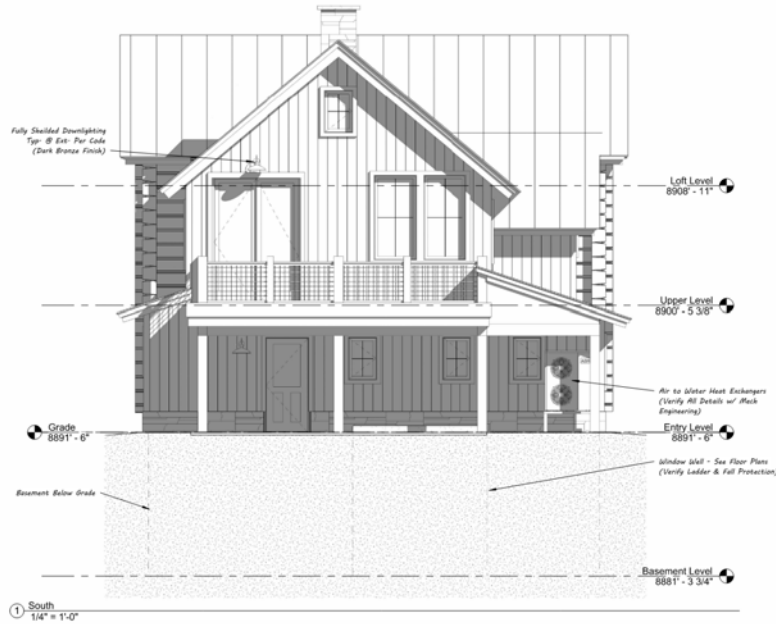 Fully Sheilded Downlighting
Typ. @ Ext. Per Code
(Dark Bronze Finish)
Loft Level
8908' - 11"
Upper Level
8900' - 5 3/8"
Air to Water Heat Exchangers
(Verify All Details w/ Mech
Engineering)
Grade
8891' - 6"
Entry Level
8891' - 6"
Window Well - See Floor Plans
(Verify Ladder & Fall Protection)
Basement Below Grade
Basement Level
8881' - 3 3/4"
1 South
1/4" = 1'-0"